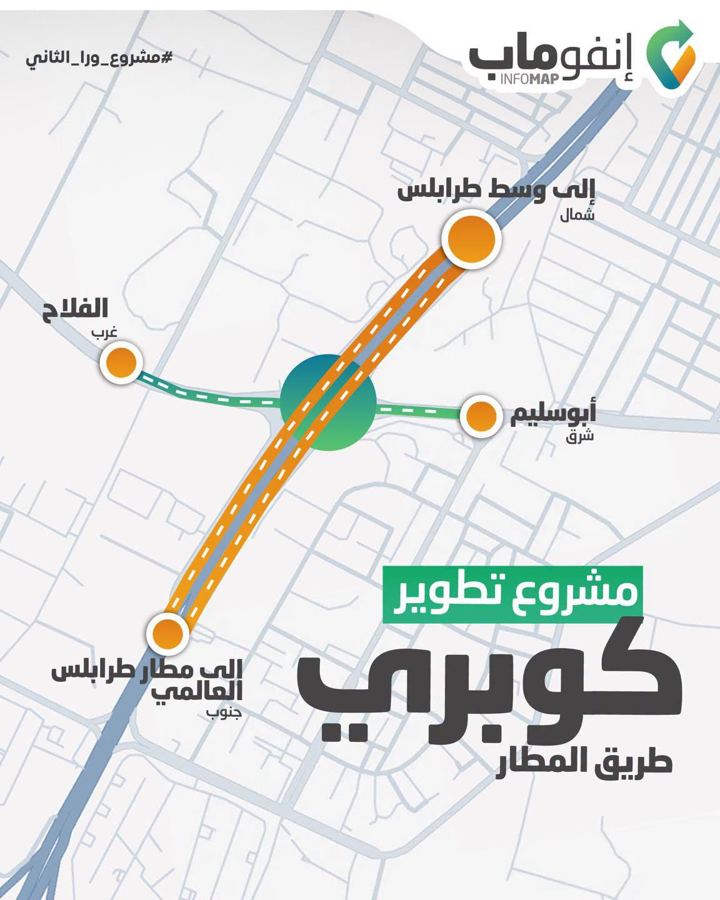 #مشروع_ورا_الثاني
إنفوماب
INFOMAP
إلى وسط طرابلس
شمال
الفلاح
غرب
أبوسليم
شرق
مشروع تطوير
كوبري
طريق المطار
إلى مطار طرابلس
العالمي
جنوب